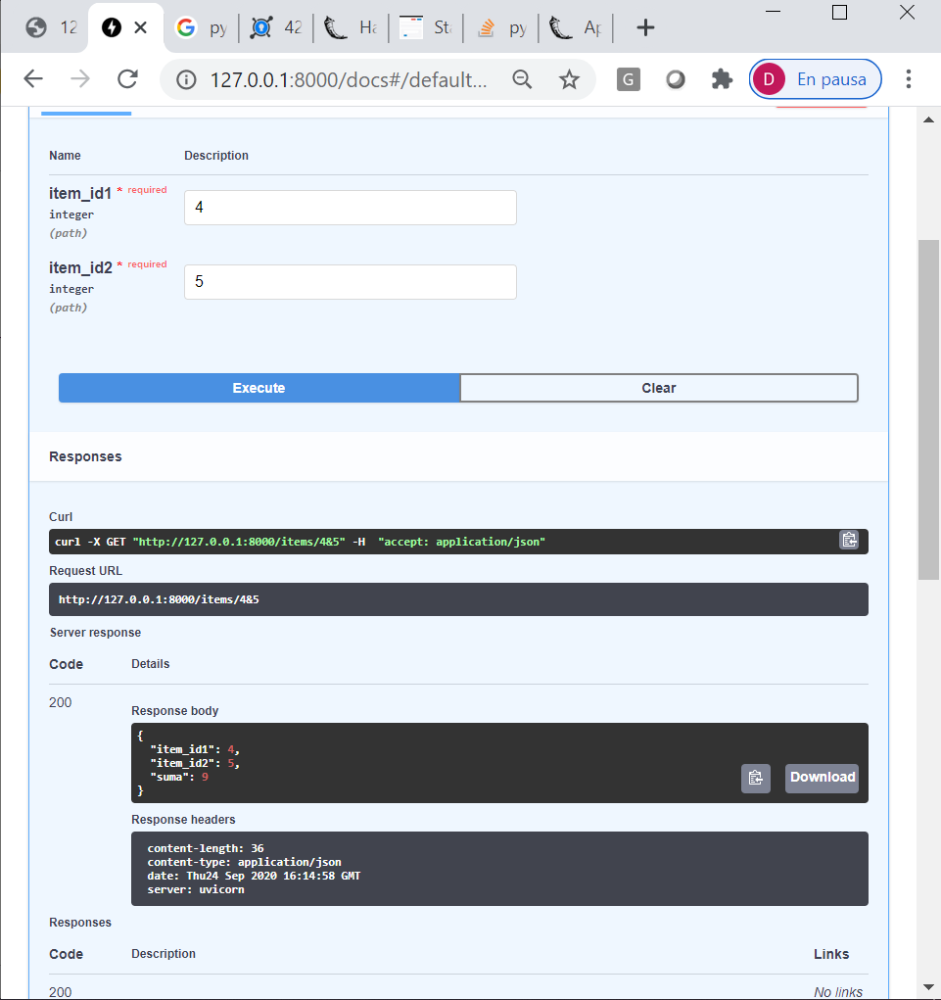 12
py
42
Ha
St
py
Ap
127.0.0.1:8000/docs#/default...
G
D
En pausa
Name Description
item_id1 * required
integer
(path)
4
item_id2 * required
integer
(path)
5
Execute Clear
Responses
Curl
curl -X GET "http://127.0.0.1:8000/items/4&5" -H  "accept: application/json"
Request URL
http://127.0.0.1:8000/items/4&5
Server response
Code Details
200
Response body
{
"item_id1": 4,
"item_id2": 5,
"suma": 9
}
Download
Response headers
content-length: 36
content-type: application/json
date: Thu24 Sep 2020 16:14:58 GMT
server: uvicorn
Responses
Code Description Links
200 No links